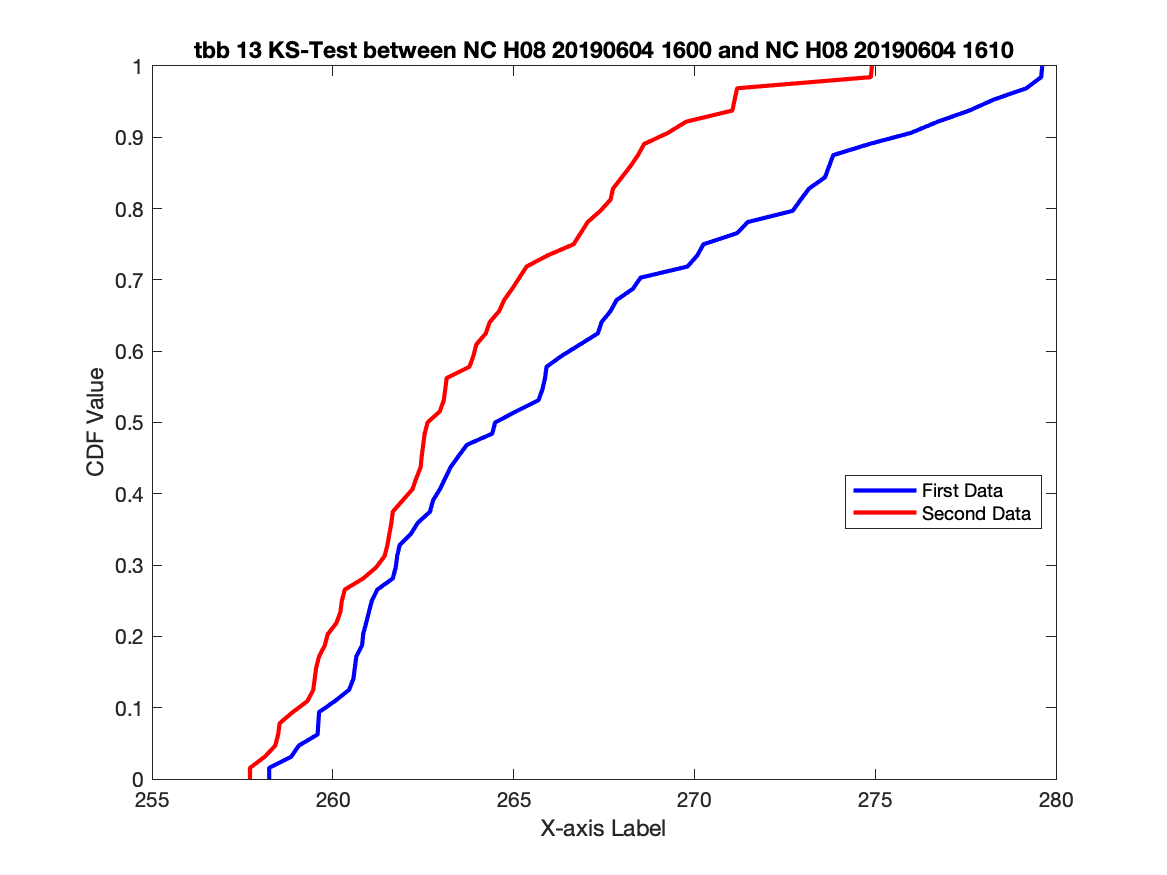 tbb 13 KS-Test between NC H08 20190604 1600 and NC H08 20190604 1610
1
0.9
0.8
0.7
0.6
0.5
0.4
0.3
0.2
0.1
0
CDF Value
First Data
Second Data
255 260 265 270 275 280
X-axis Label